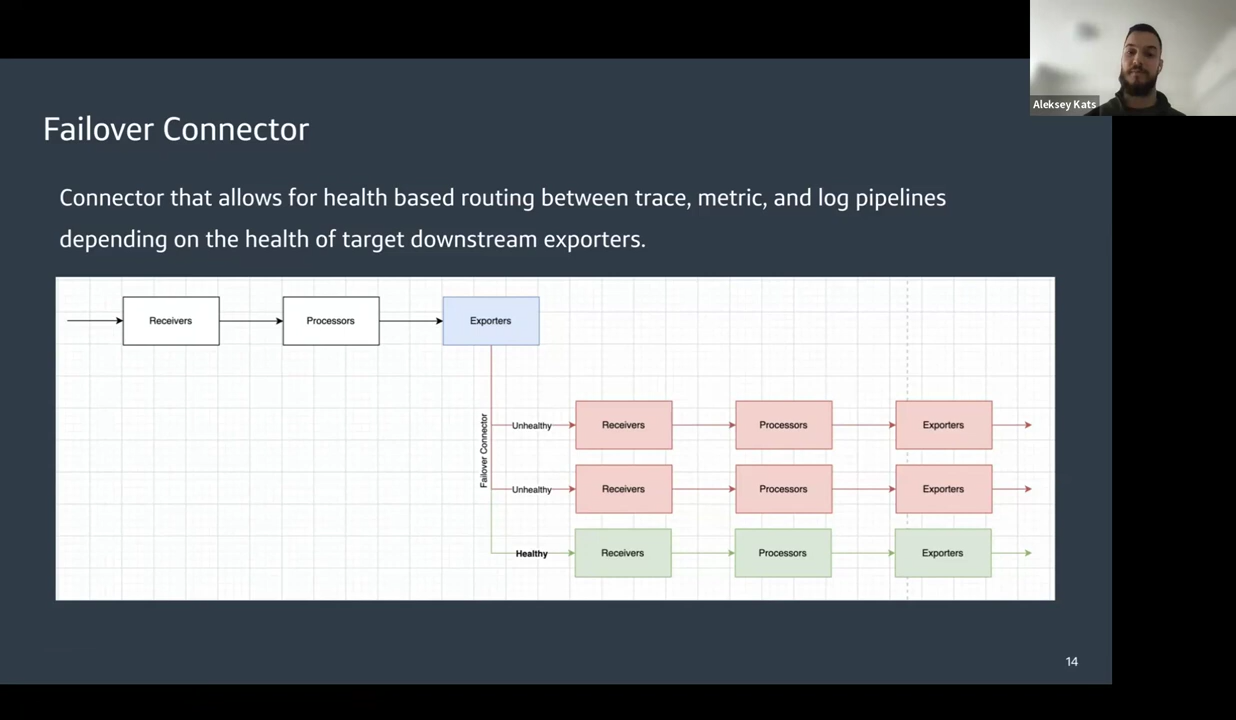 Aleksey Kats
Failover Connector
Connector that allows for health based routing between trace, metric, and log pipelines
depending on the health of target downstream exporters.
Receivers
Processors
Exporters
Failover Connector
Unhealthy
Receivers
Processors
Exporters
Unhealthy
Receivers
Processors
Exporters
Healthy
Receivers
Processors
Exporters
14